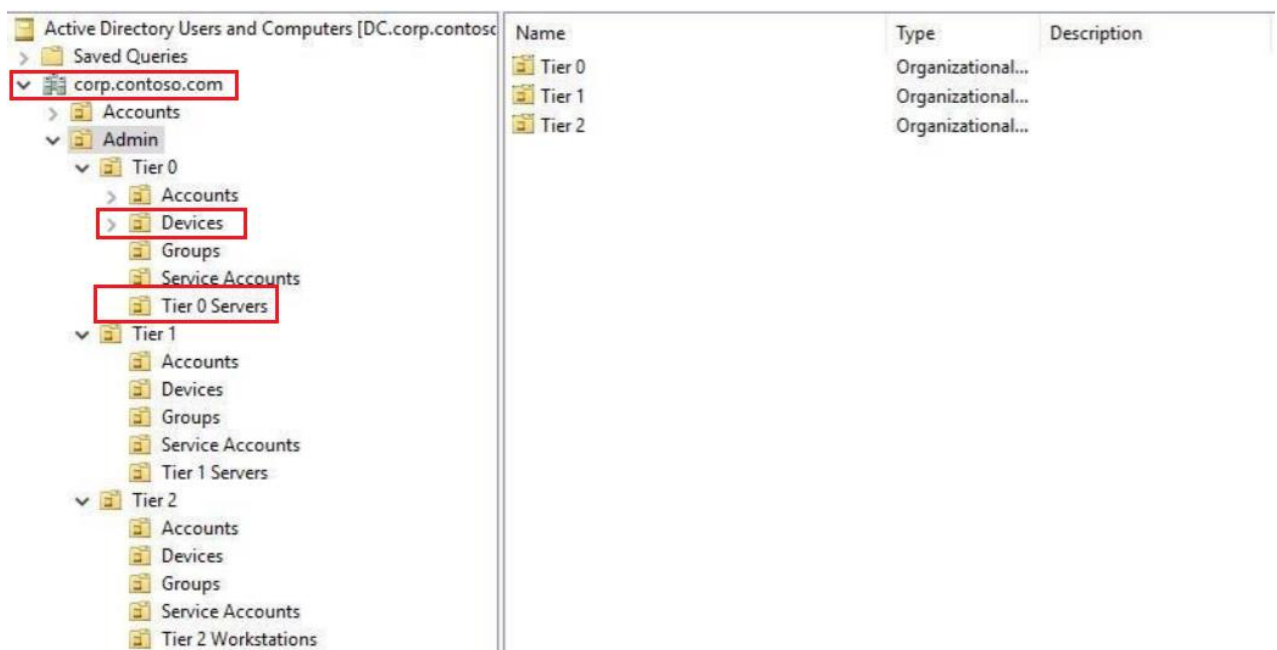 Active Directory Users and Computers [DC.corp.contoso
Saved Queries
corp.contoso.com
Accounts
Admin
Tier 0
Accounts
Devices
Groups
Service Accounts
Tier 0 Servers
Tier 1
Accounts
Devices
Groups
Service Accounts
Tier 1 Servers
Tier 2
Accounts
Devices
Groups
Service Accounts
Tier 2 Workstations
Name Type Description
Tier 0 Organizational...
Tier 1 Organizational...
Tier 2 Organizational...